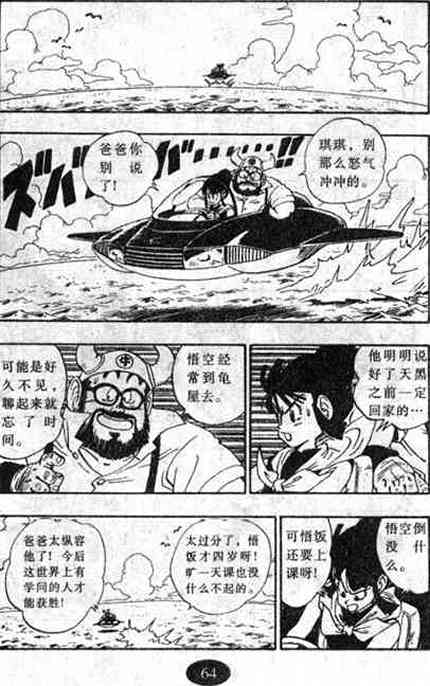 琪琪，别
那么怒气
冲冲的。
爸爸你
别说
了！
他明明说
好了天黑
之前一定
回家的…
悟空经
常到龟
屋去。
可能是好
久不见，
聊起来就
忘了时
间。
悟空倒
没什
么。
可悟饭
还要上
课呀！
太过分了，悟
饭才四岁呀！
旷一天课也没
什么不起的。
爸爸太纵容
他了！今后
这世界上有
学问的人才
能获胜！
64